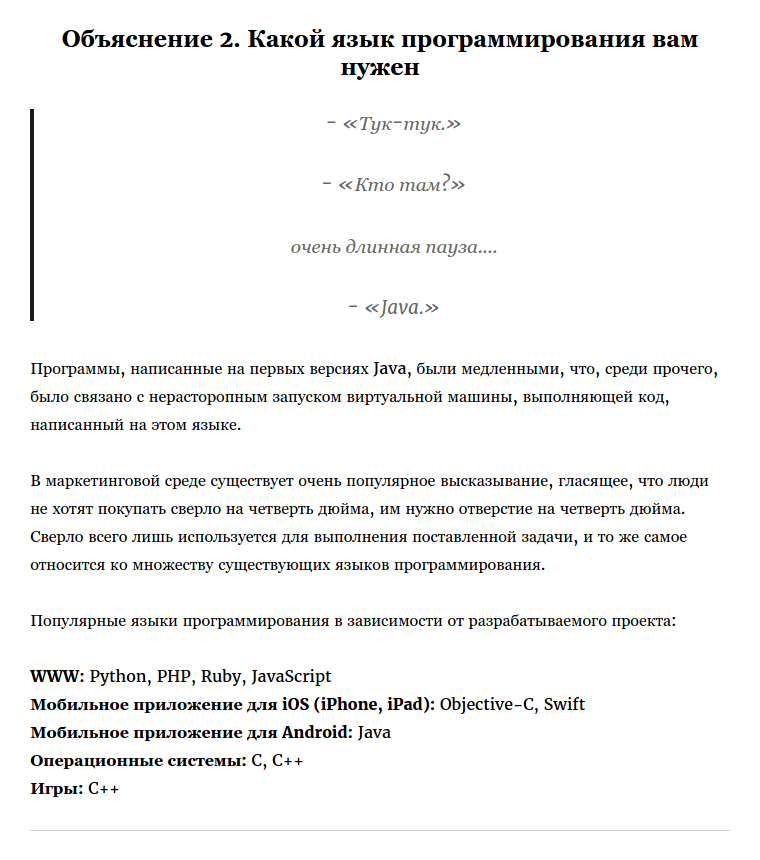 Объяснение 2. Какой язык программирования вам
нужен
- «Тук-тук.»
- «Кто там?»
очень длинная пауза....
- «Java.»
Программы, написанные на первых версиях Java, были медленными, что, среди прочего,
было связано с нерасторопным запуском виртуальной машины, выполняющей код,
написанный на этом языке.
В маркетинговой среде существует очень популярное высказывание, гласящее, что люди
не хотят покупать сверло на четверть дюйма, им нужно отверстие на четверть дюйма.
Сверло всего лишь используется для выполнения поставленной задачи, и то же самое
относится ко множеству существующих языков программирования.
Популярные языки программирования в зависимости от разрабатываемого проекта:
WWW: Python, PHP, Ruby, JavaScript
Мобильное приложение для iOS (iPhone, iPad): Objective-C, Swift
Мобильное приложение для Android: Java
Операционные системы: C, C++
Игры: C++